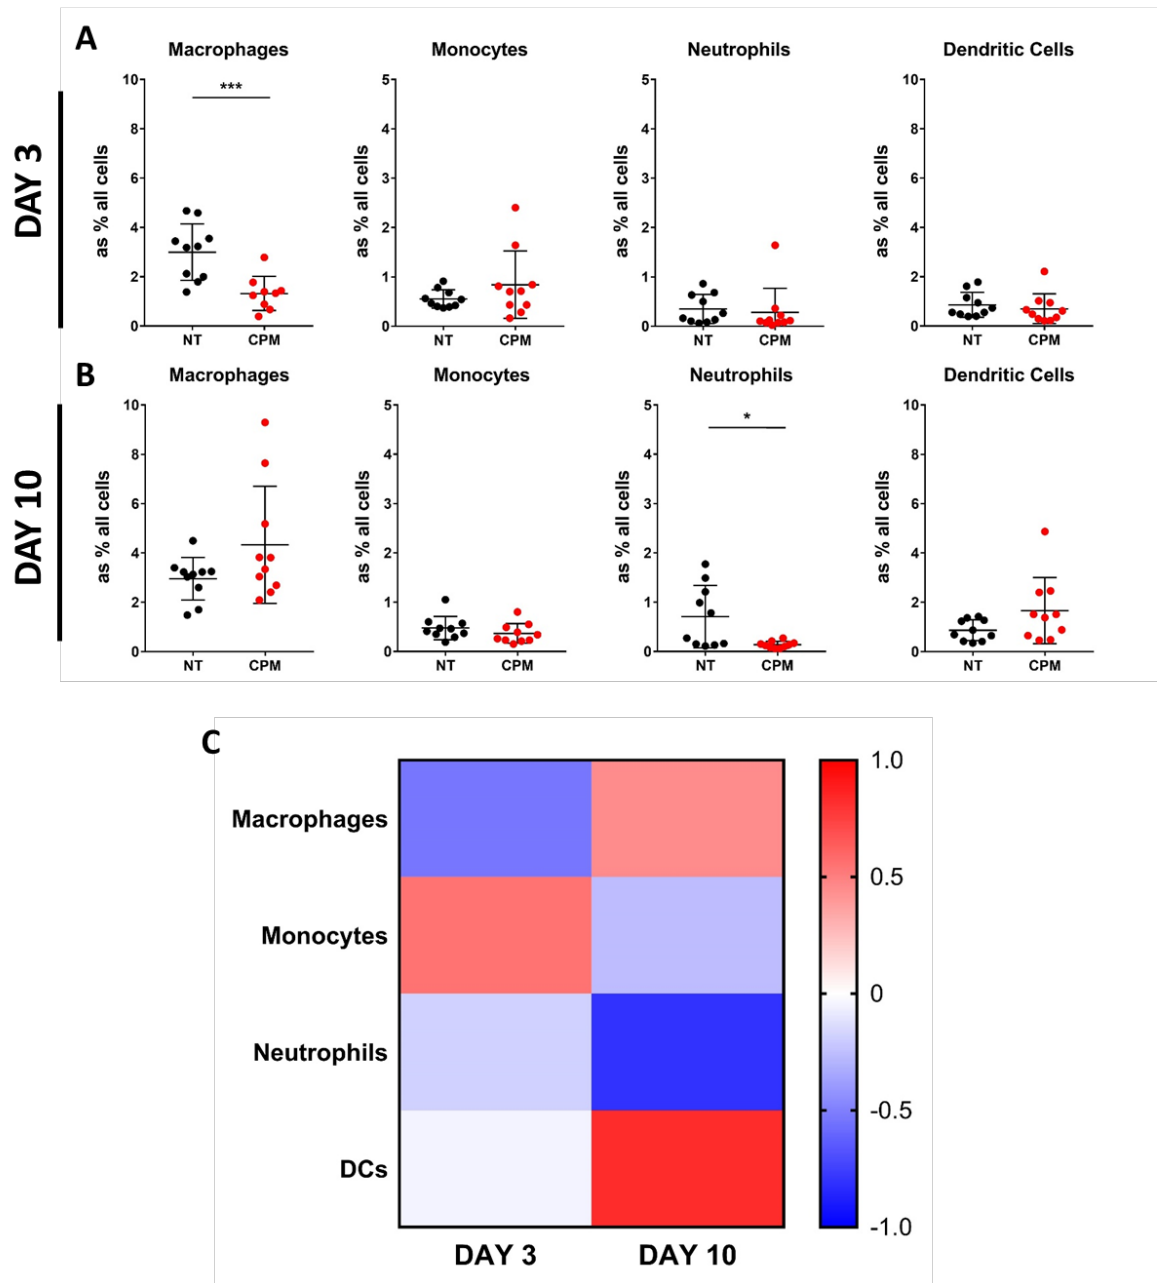 A
Macrophages
Monocytes
Neutrophils
Dendritic Cells
DAY 3
as % all cells
10
8
6
4
2
0
***
NT
CPM
as % all cells
5
4
3
2
1
0
NT
CPM
as % all cells
5
4
3
2
1
0
NT
CPM
as % all cells
10
8
6
4
2
0
NT
CPM
B
Macrophages
Monocytes
Neutrophils
Dendritic Cells
DAY 10
as % all cells
10
8
6
4
2
0
NT
CPM
as % all cells
5
4
3
2
1
0
NT
CPM
as % all cells
5
4
3
2
1
0
*
NT
CPM
as % all cells
10
8
6
4
2
0
NT
CPM
C
Macrophages
Monocytes
Neutrophils
DCs
DAY 3
DAY 10
1.0
0.5
0
-0.5
-1.0